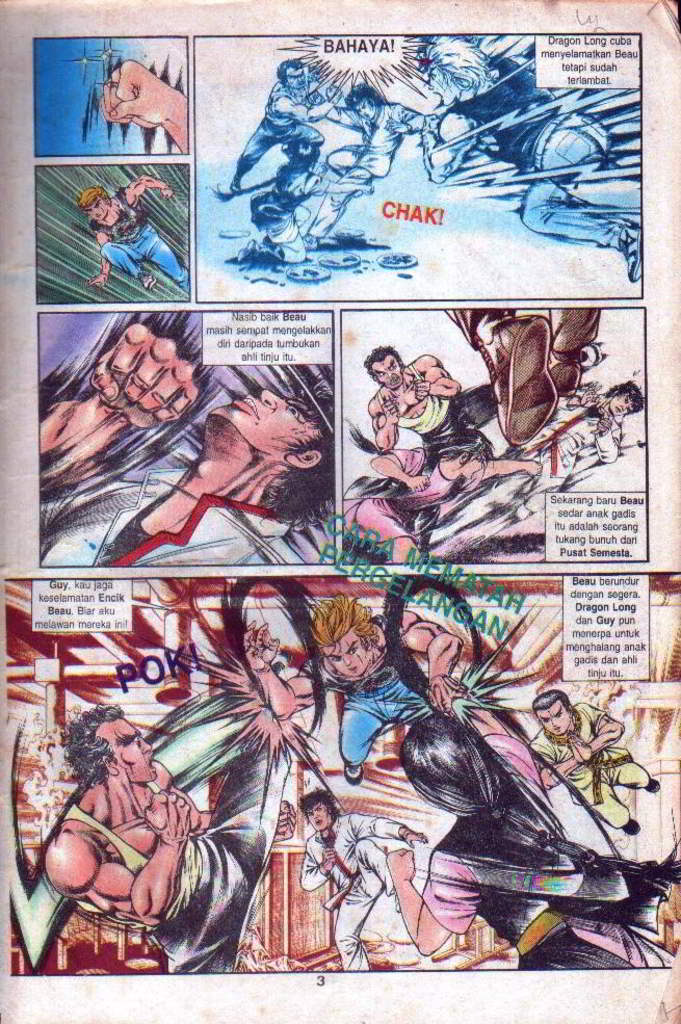 BAHAYA!
Dragon Long cuba
menyelamatkan Beau
tetapi sudah
terlambat.
CHAK!
Nasib baik Beau
masih sempat mengelakkan
diri daripada tumbukan
ahli tinju itu.
Sekarang baru Beau
sedar anak gadis
itu adalah seorang
tukang bunuh dari
Pusat Semesta.
CARA MEMATAH
PERGELANGAN
Guy, kau jaga
keselamatan Encik
Beau. Biar aku
melawan mereka ini!
POK!
Beau berundur
dengan segera.
Dragon Long
dan Guy pun
menerpa untuk
menghalang anak
gadis dan ahli
tinju itu.
3